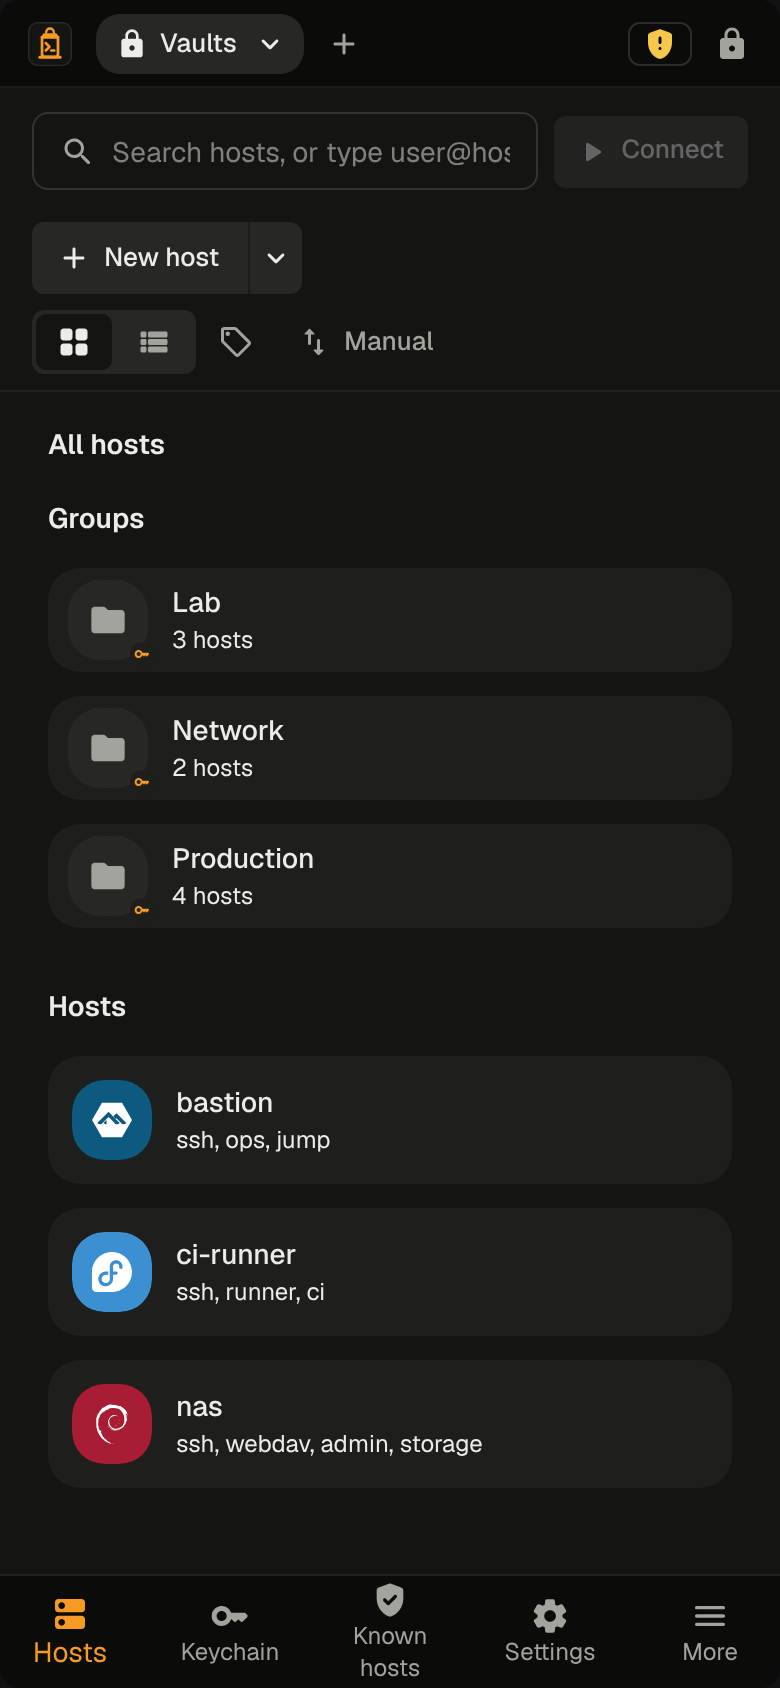 Vaults
Search hosts, or type user@hos
Connect
New host
Manual
All hosts
Groups
Lab
3 hosts
Network
2 hosts
Production
4 hosts
Hosts
bastion
ssh, ops, jump
ci-runner
ssh, runner, ci
nas
ssh, webdav, admin, storage
Hosts
Keychain
Known
hosts
Settings
More